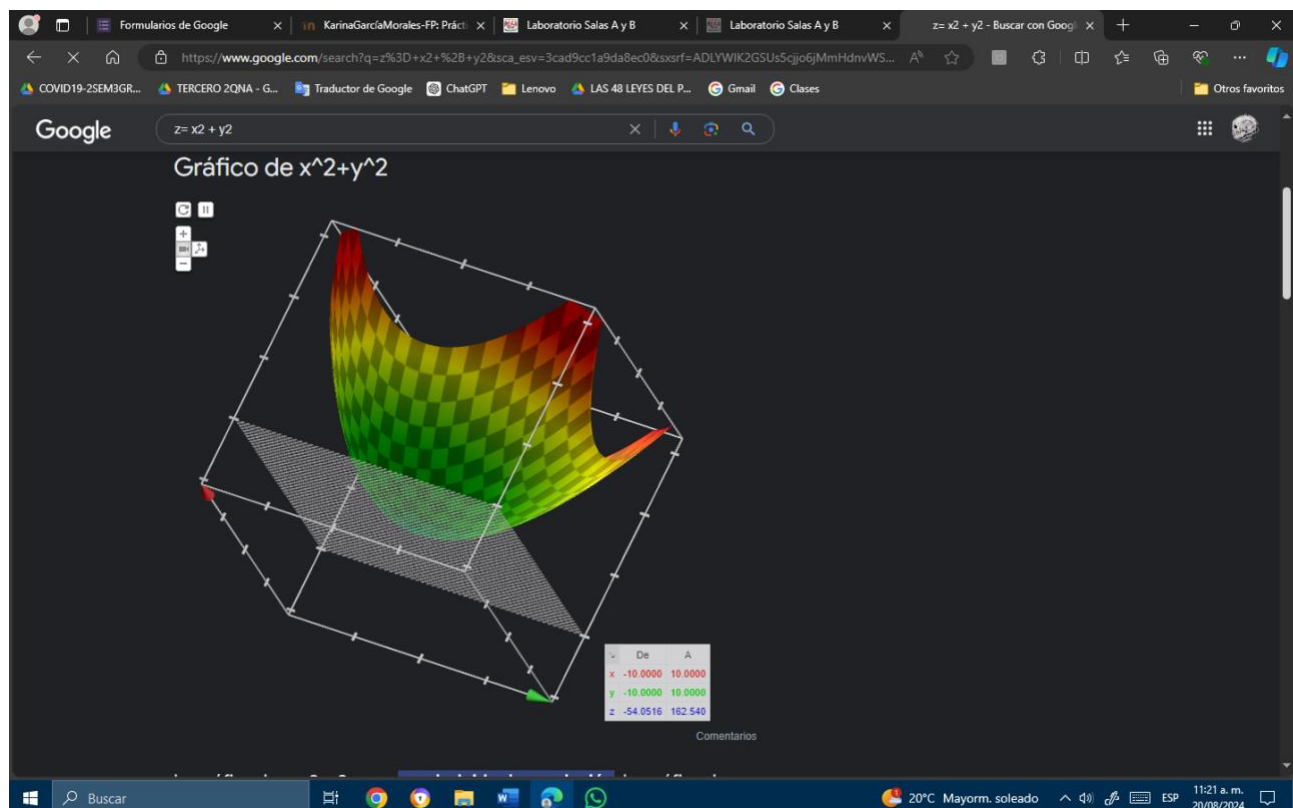 Formularios de Google
KarinaGarcíaMorales-FP: Prácti
Laboratorio Salas A y B
Laboratorio Salas A y B
z= x2 + y2 - Buscar con Googl
https://www.google.com/search?q=z%3D+x2+%2B+y2&sca_esv=3cad9cc1a9da8ec0&sxsrf=ADLYWIK2GSUs5cjjo6jMmHdnvWS...
COVID19-2SEM3GR...
TERCERO 2QNA - G...
Traductor de Google
ChatGPT
Lenovo
LAS 48 LEYES DEL P...
Gmail
Clases
Otros favoritos
Google
z= x2 + y2
Gráfico de x^2+y^2
De A
x -10.0000 10.0000
y -10.0000 10.0000
z -54.0516 162.540
Comentarios
Buscar
20°C Mayorm. soleado
ESP
11:21 a. m.
20/08/2024